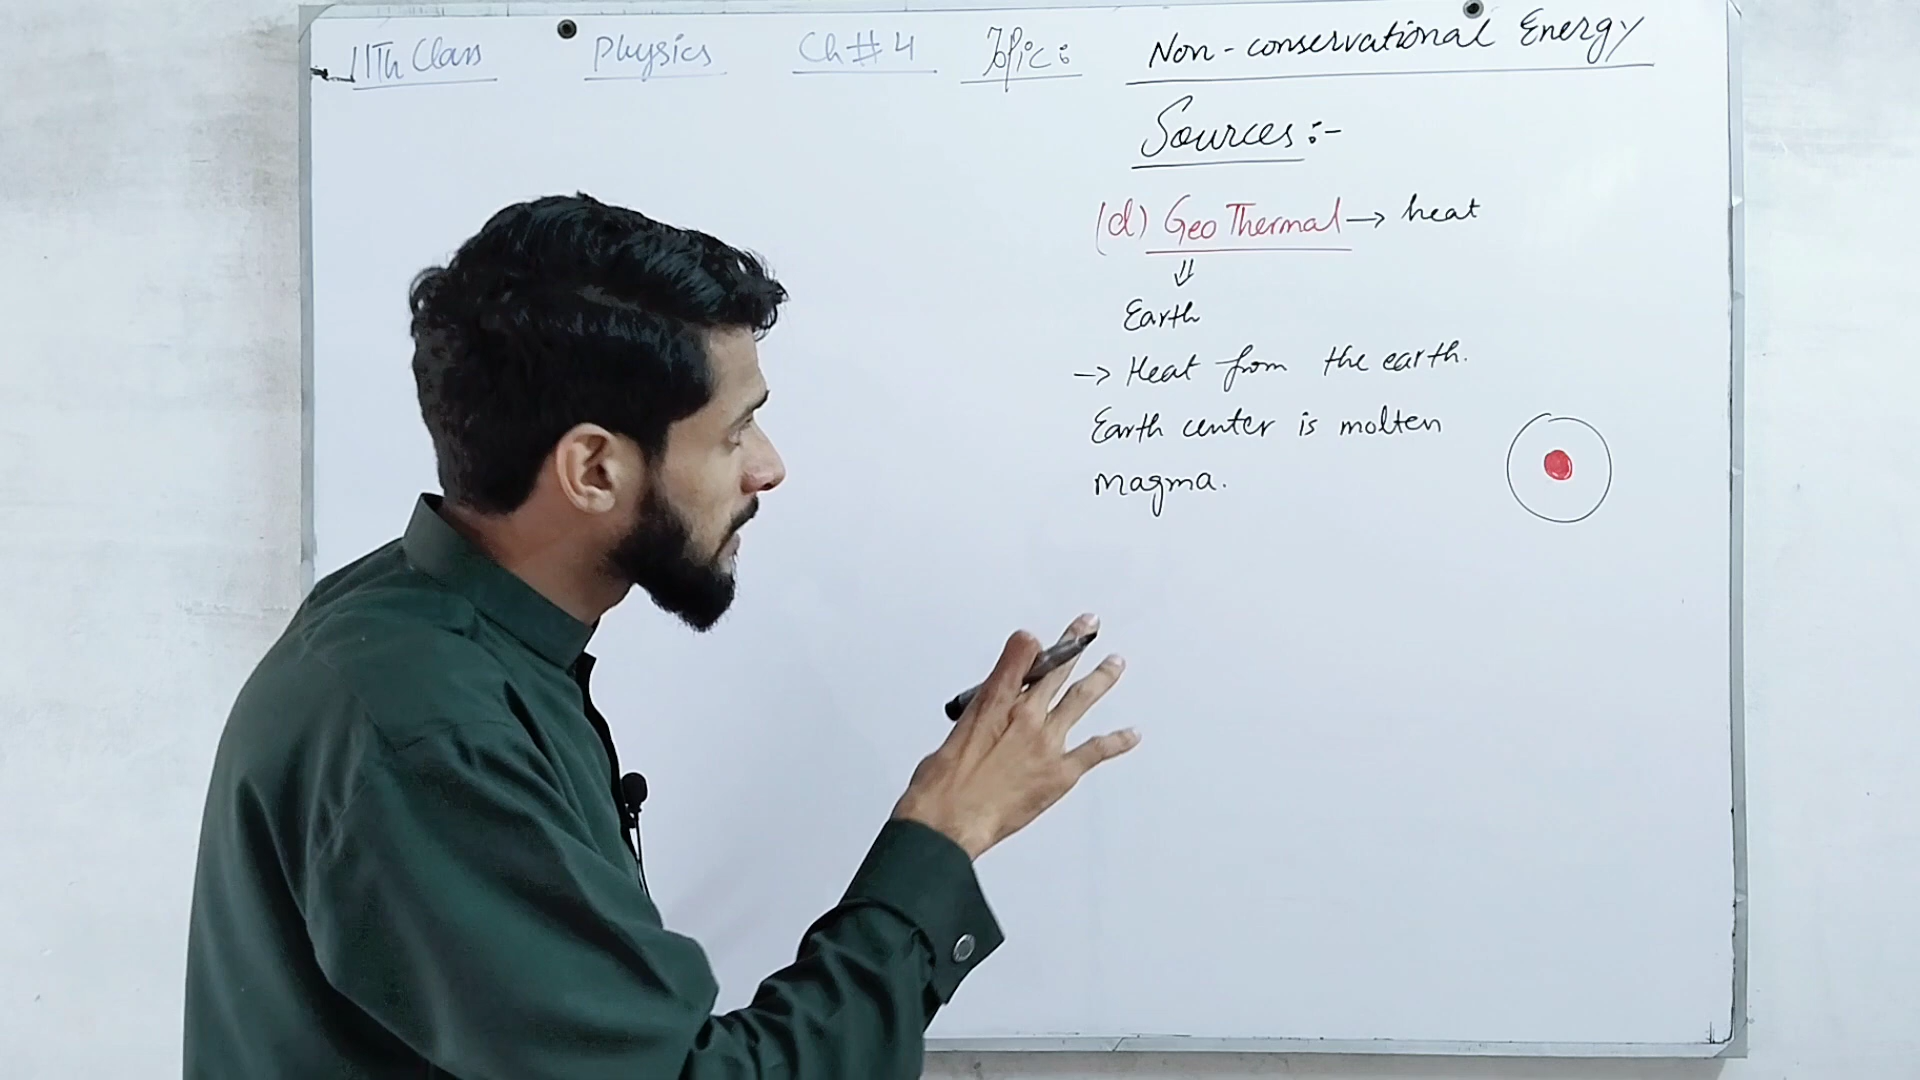 11Th Class Physics Ch # 4 Topic: Non-conservational Energy
Sources:-
(d) Geo Thermal → heat
⇓
Earth
→ Heat from the earth.
Earth center is molten
magma.